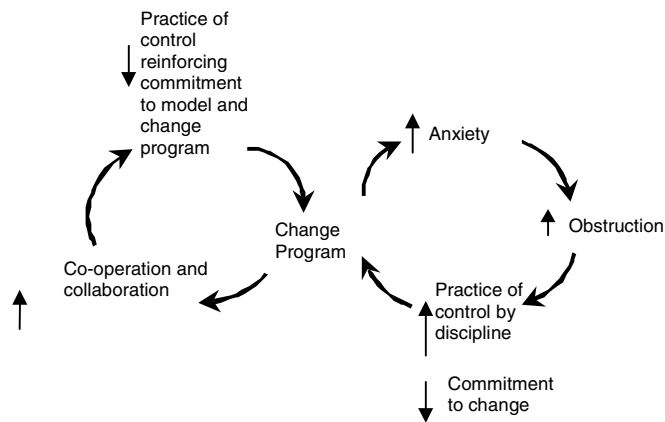 Practice of
control
reinforcing
commitment
to model and
change
program
Anxiety
Obstruction
Change
Program
Co-operation and
collaboration
Practice of
control by
discipline
Commitment
to change